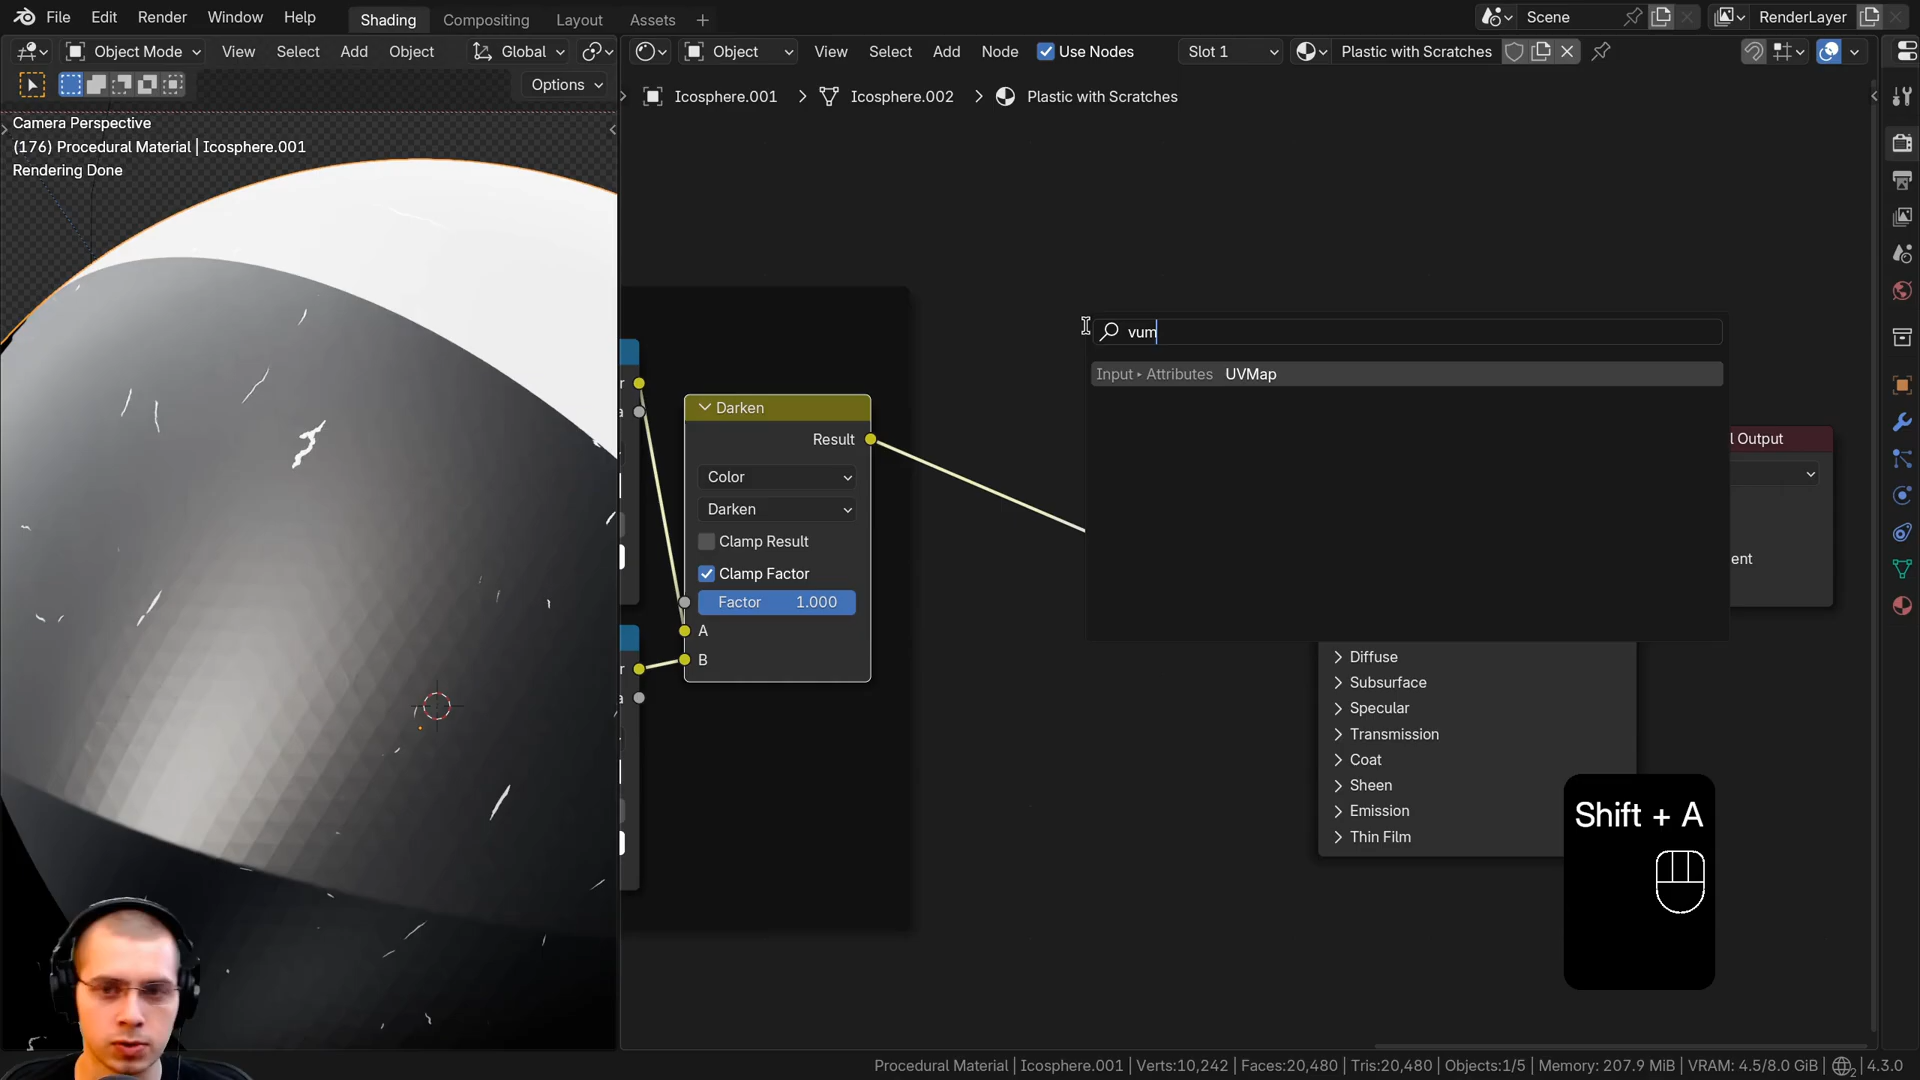 File Edit Render Window Help Shading Compositing Layout Assets Scene RenderLayer
Object Mode View Select Add Object Global Object View Select Add Node Use Nodes Slot 1 Plastic with Scratches
Options
Icosphere.001 Icosphere.002 Plastic with Scratches
Camera Perspective
(176) Procedural Material | Icosphere.001
Rendering Done
vum
Input Attributes UVMap
Darken
Result
Color
Darken
Clamp Result
Clamp Factor
Factor 1.000
A
B
r
a
r
a
l Output
ent
Diffuse
Subsurface
Specular
Transmission
Coat
Sheen
Emission
Thin Film
Shift + A
Procedural Material | Icosphere.001 | Verts:10,242 | Faces:20,480 | Tris:20,480 | Objects:1/5 | Memory: 207.9 MiB | VRAM: 4.5/8.0 GiB | 2 4.3.0